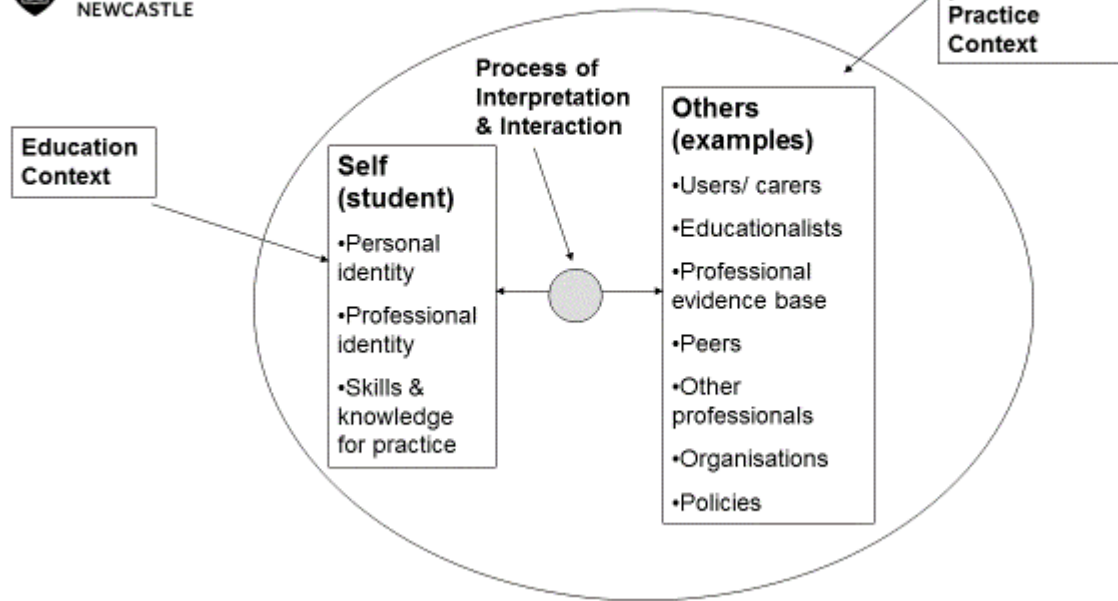 NEWCASTLE
Practice
Context
Process of
Interpretation
& Interaction
Education
Context
Self
(student)
•Personal
identity
•Professional
identity
•Skills &
knowledge
for practice
Others
(examples)
•Users/ carers
•Educationalists
•Professional
evidence base
•Peers
•Other
professionals
•Organisations
•Policies